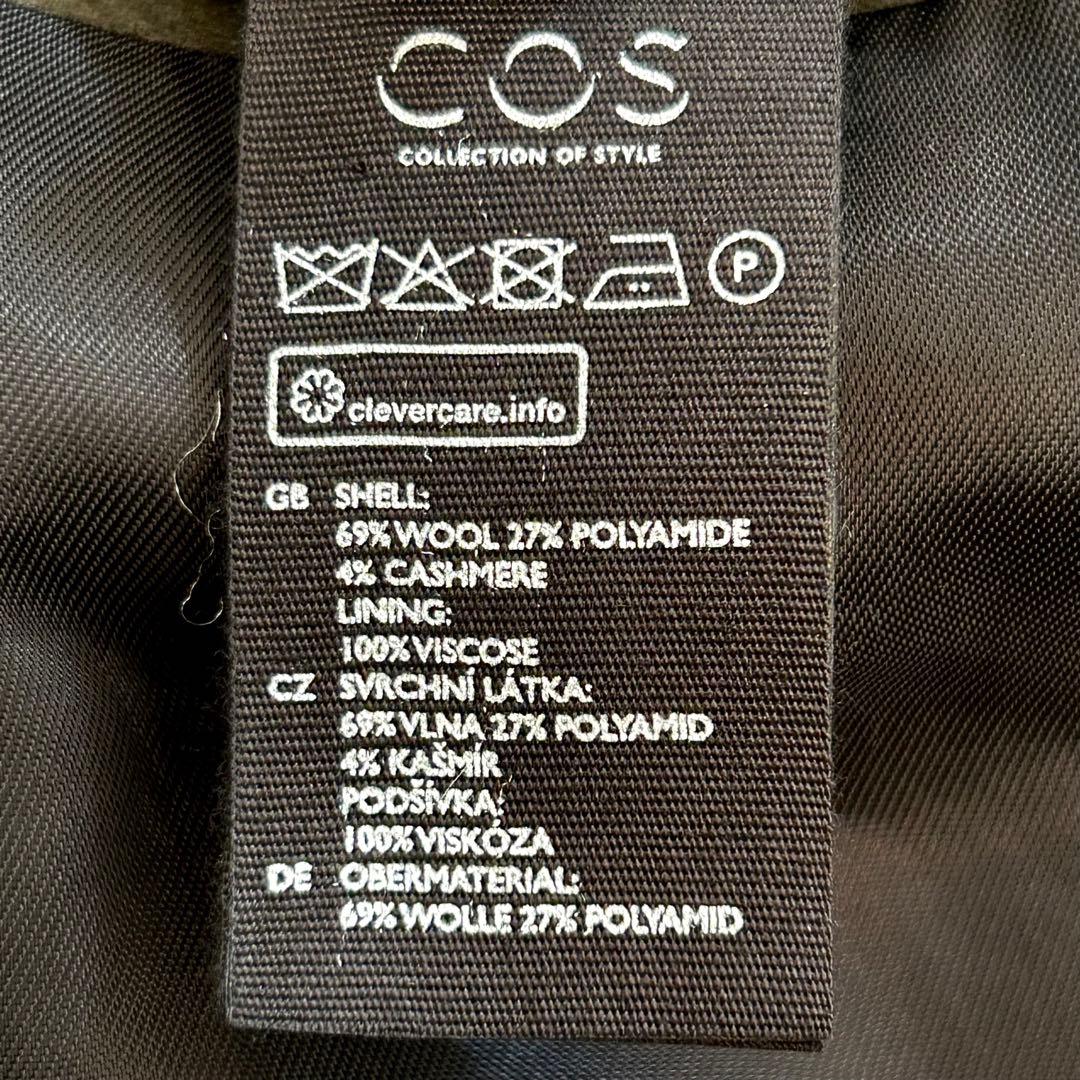 COS
COLLECTION OF STYLE
P
clevercare.info
GB SHELL:
69% WOOL 27% POLYAMIDE
4% CASHMERE
LINING:
100% VISCOSE
CZ SVRCHNÍ LÁTKA:
69% VLNA 27% POLYAMID
4% KAŠMÍR
PODŠÍVKA:
100% VISKÓZA
DE OBERMATERIAL:
69% WOLLE 27% POLYAMID